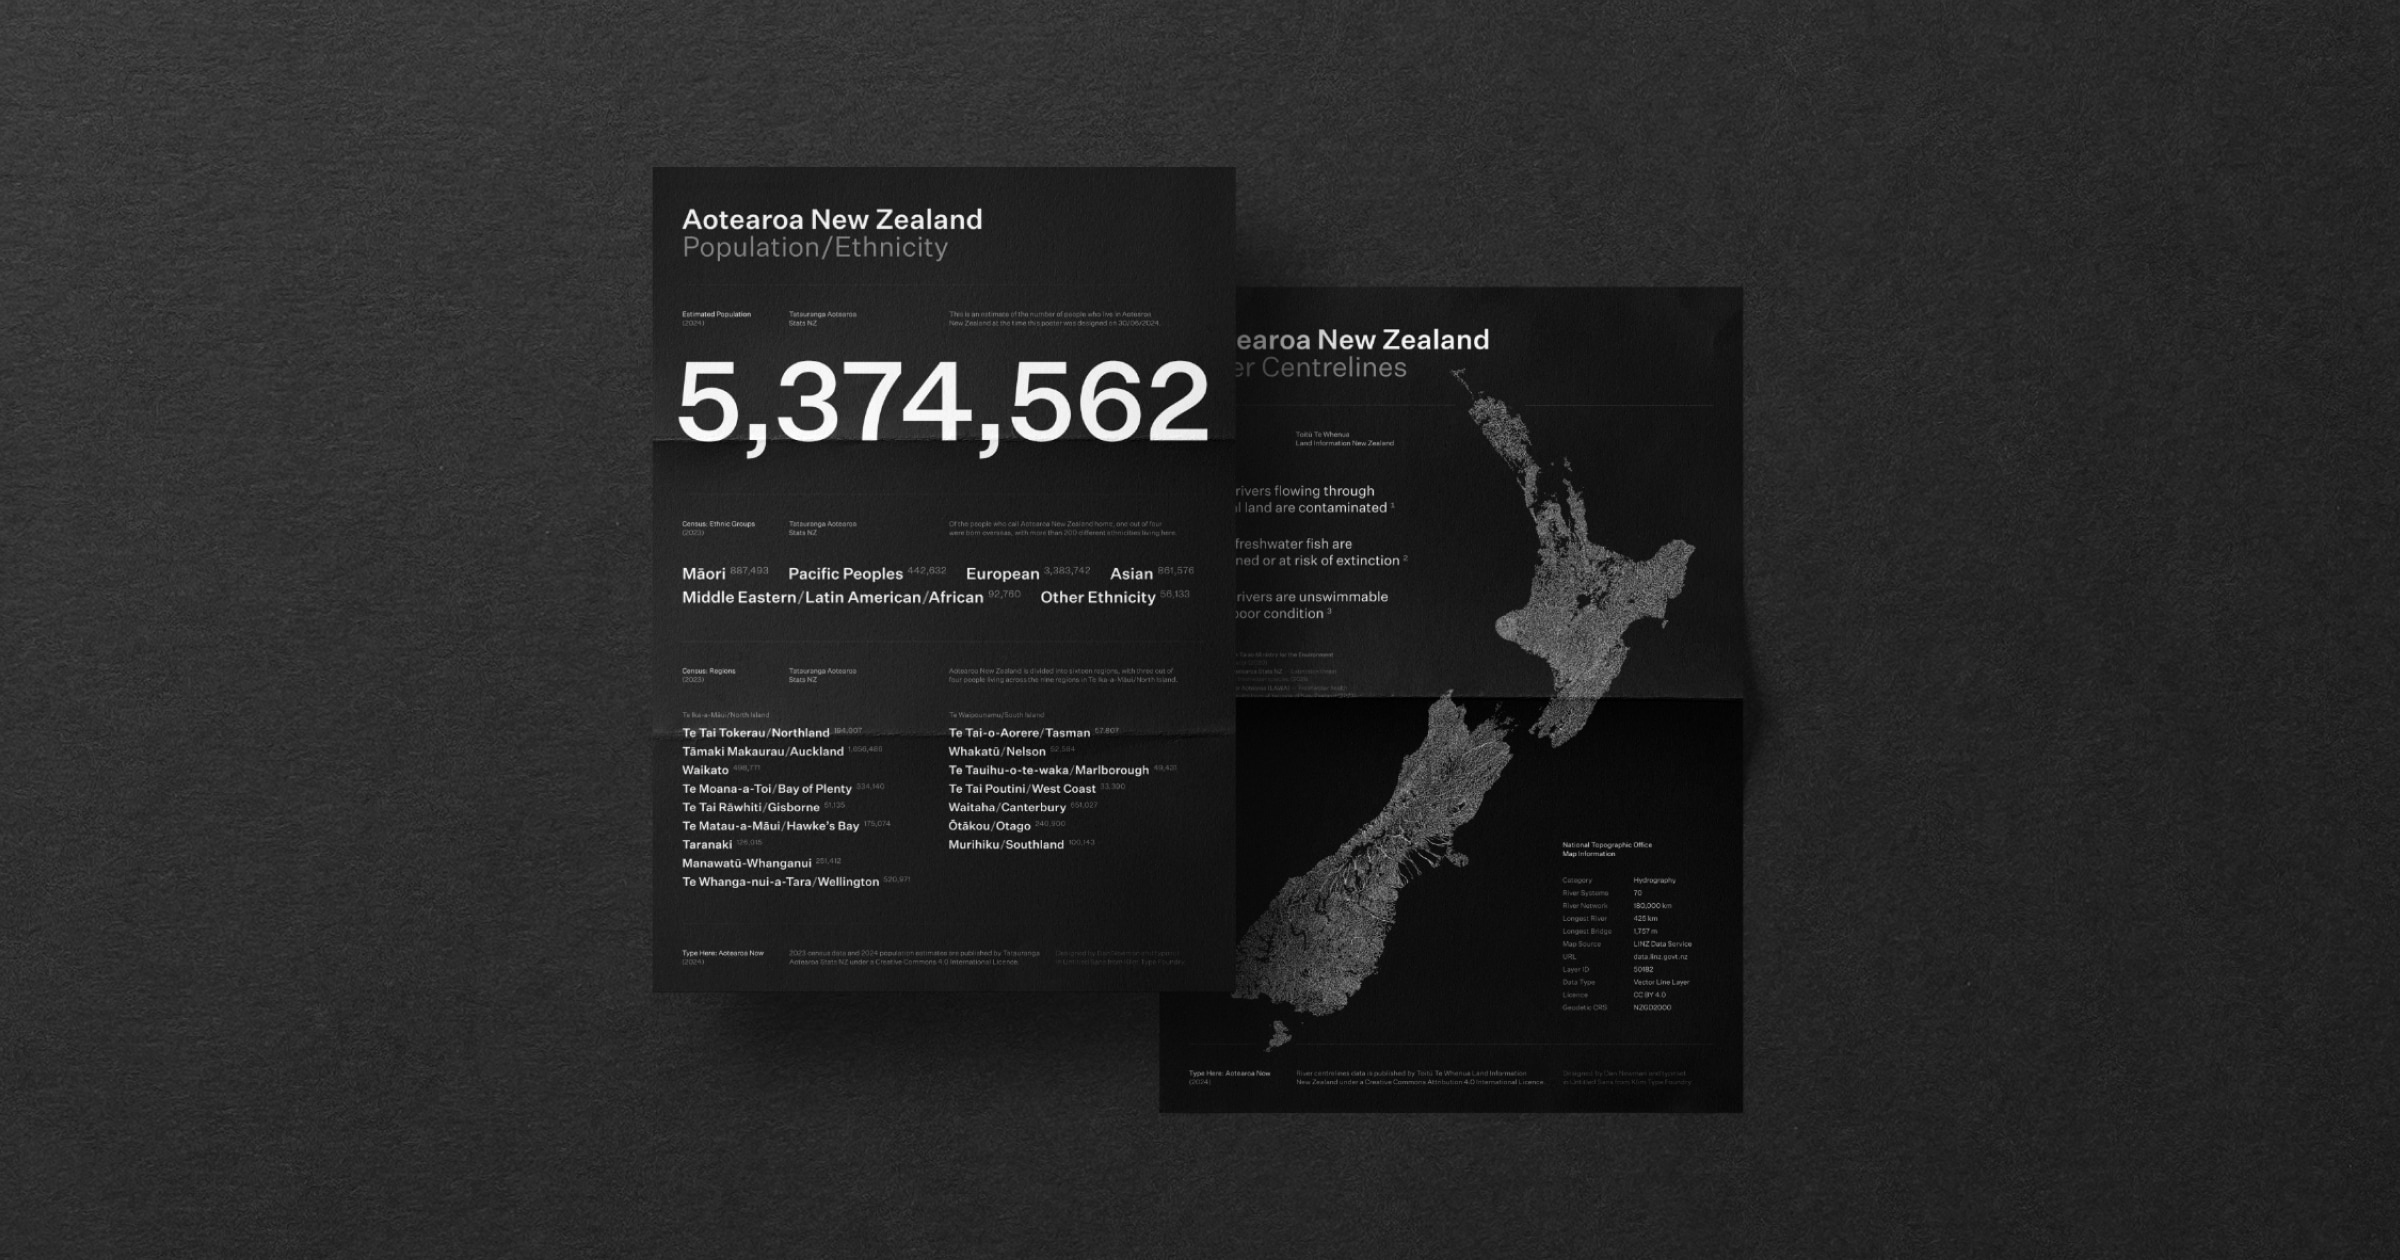 Aotearoa New Zealand
Population/Ethnicity
Estimated Population
(2024)
Tatauranga Aotearoa
Stats NZ
This is an estimate of the number of people who live in Aotearoa
New Zealand at the time this poster was designed on 30/06/2024.
5,374,562
Census: Ethnic Groups
(2023)
Tatauranga Aotearoa
Stats NZ
Of the people who call Aotearoa New Zealand home, one out of four
were born overseas, with more than 200 different ethnicities living here.
Māori 887,493 Pacific Peoples 442,632 European 3,383,742 Asian 861,576
Middle Eastern/Latin American/African 92,760 Other Ethnicity 56,133
Census: Regions
(2023)
Tatauranga Aotearoa
Stats NZ
Aotearoa New Zealand is divided into sixteen regions, with three out of
four people living across the nine regions in Te Ika-a-Māui/North Island.
Te Ika-a-Māui/North Island
Te Tai Tokerau/Northland 194,007
Tāmaki Makaurau/Auckland 1,656,486
Waikato 498,771
Te Moana-a-Toi/Bay of Plenty 334,140
Te Tai Rāwhiti/Gisborne 51,135
Te Matau-a-Māui/Hawke's Bay 175,074
Taranaki 126,015
Manawatū-Whanganui 251,412
Te Whanga-nui-a-Tara/Wellington 520,971
Te Waipounamu/South Island
Te Tai-o-Aorere/Tasman 57,807
Whakatū/Nelson 52,584
Te Tauihu-o-te-waka/Marlborough 49,431
Te Tai Poutini/West Coast 33,390
Waitaha/Canterbury 651,027
Ōtākou/Otago 240,900
Murihiku/Southland 100,143
Type Here: Aotearoa Now
(2024)
2023 census data and 2024 population estimates are published by Tatauranga
Aotearoa Stats NZ under a Creative Commons 4.0 International Licence.
earoa New Zealand
er Centrelines
Toitū Te Whenua
Land Information New Zealand
rivers flowing through
l land are contaminated ¹
freshwater fish are
ned or at risk of extinction ²
rivers are unswimmable
poor condition ³
National Topographic Office
Map Information
Category Hydrography
River Systems 70
River Network 180,000 km
Longest River 425 km
Longest Bridge 1,757 m
Map Source LINZ Data Service
URL data.linz.govt.nz
Layer ID 50182
Data Type Vector Line Layer
Licence CC BY 4.0
Geodetic CRS NZGD2000
Type Here: Aotearoa Now
(2024)
River centrelines data is published by Toitū Te Whenua Land Information
New Zealand under a Creative Commons Attribution 4.0 International Licence.
Designed by Dan Newman and typeset
in Untitled Sans from Klim Type Foundry.